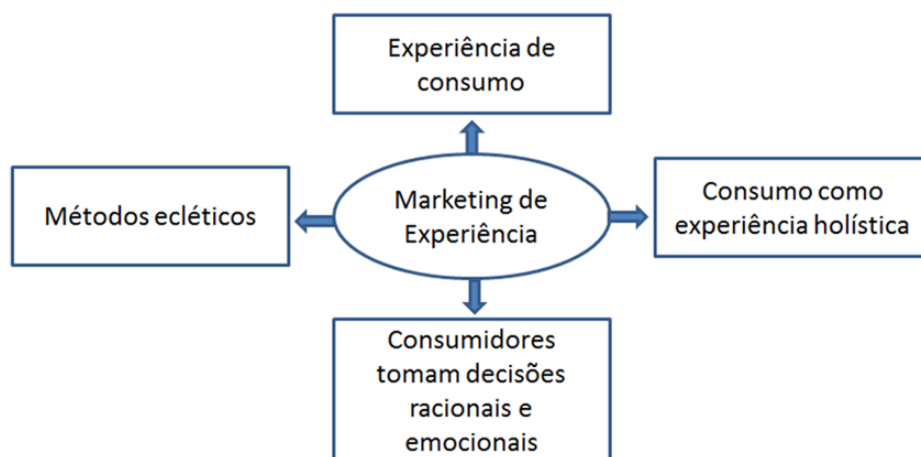 Experiência de
consumo
Métodos ecléticos
Marketing de
Experiência
Consumo como
experiência holística
Consumidores
tomam decisões
racionais e
emocionais